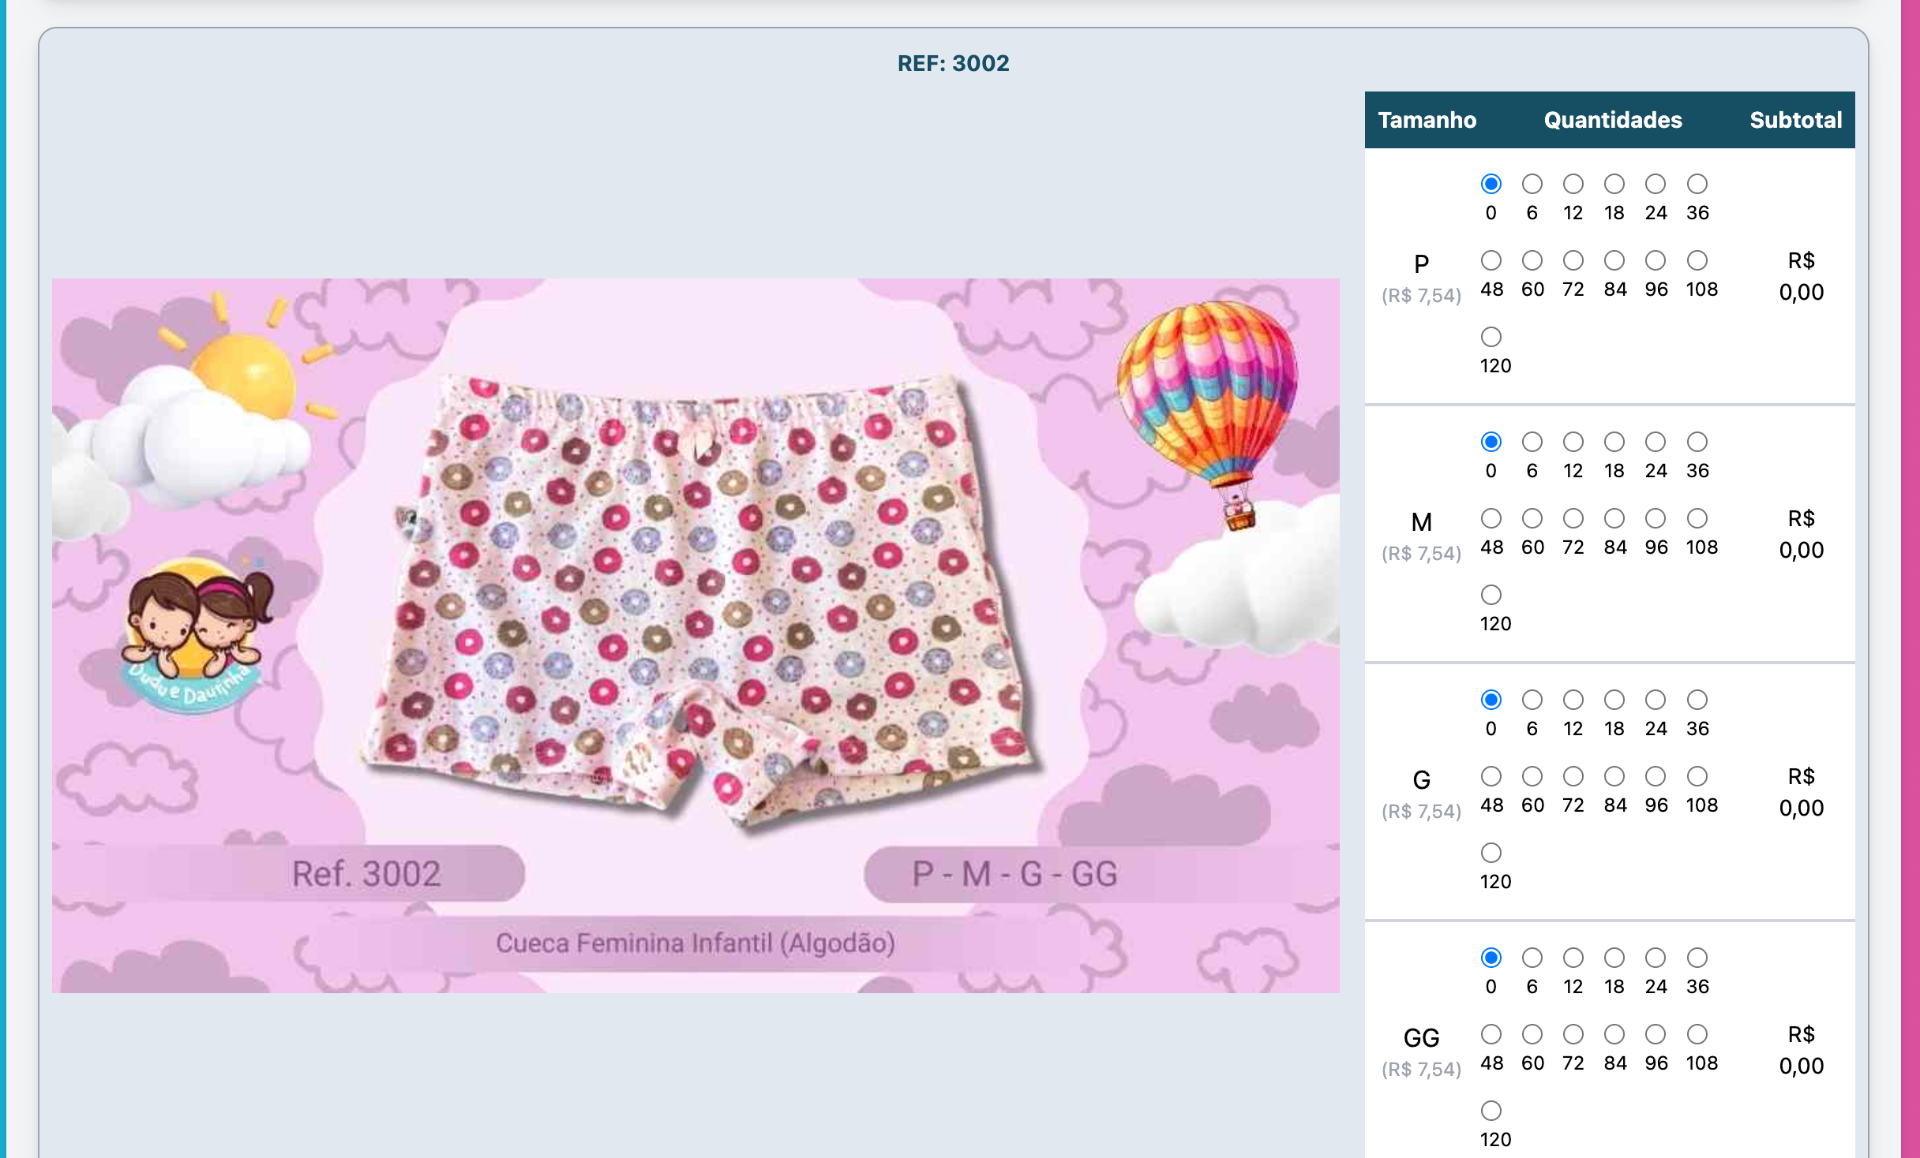 REF: 3002
Tamanho Quantidades Subtotal
0 6 12 18 24 36
P
(R$ 7,54)
48 60 72 84 96 108
120
R$
0,00
0 6 12 18 24 36
M
(R$ 7,54)
48 60 72 84 96 108
120
R$
0,00
0 6 12 18 24 36
G
(R$ 7,54)
48 60 72 84 96 108
120
R$
0,00
0 6 12 18 24 36
GG
(R$ 7,54)
48 60 72 84 96 108
120
R$
0,00
Dudu e Daurinha
Ref. 3002
P - M - G - GG
Cueca Feminina Infantil (Algodão)